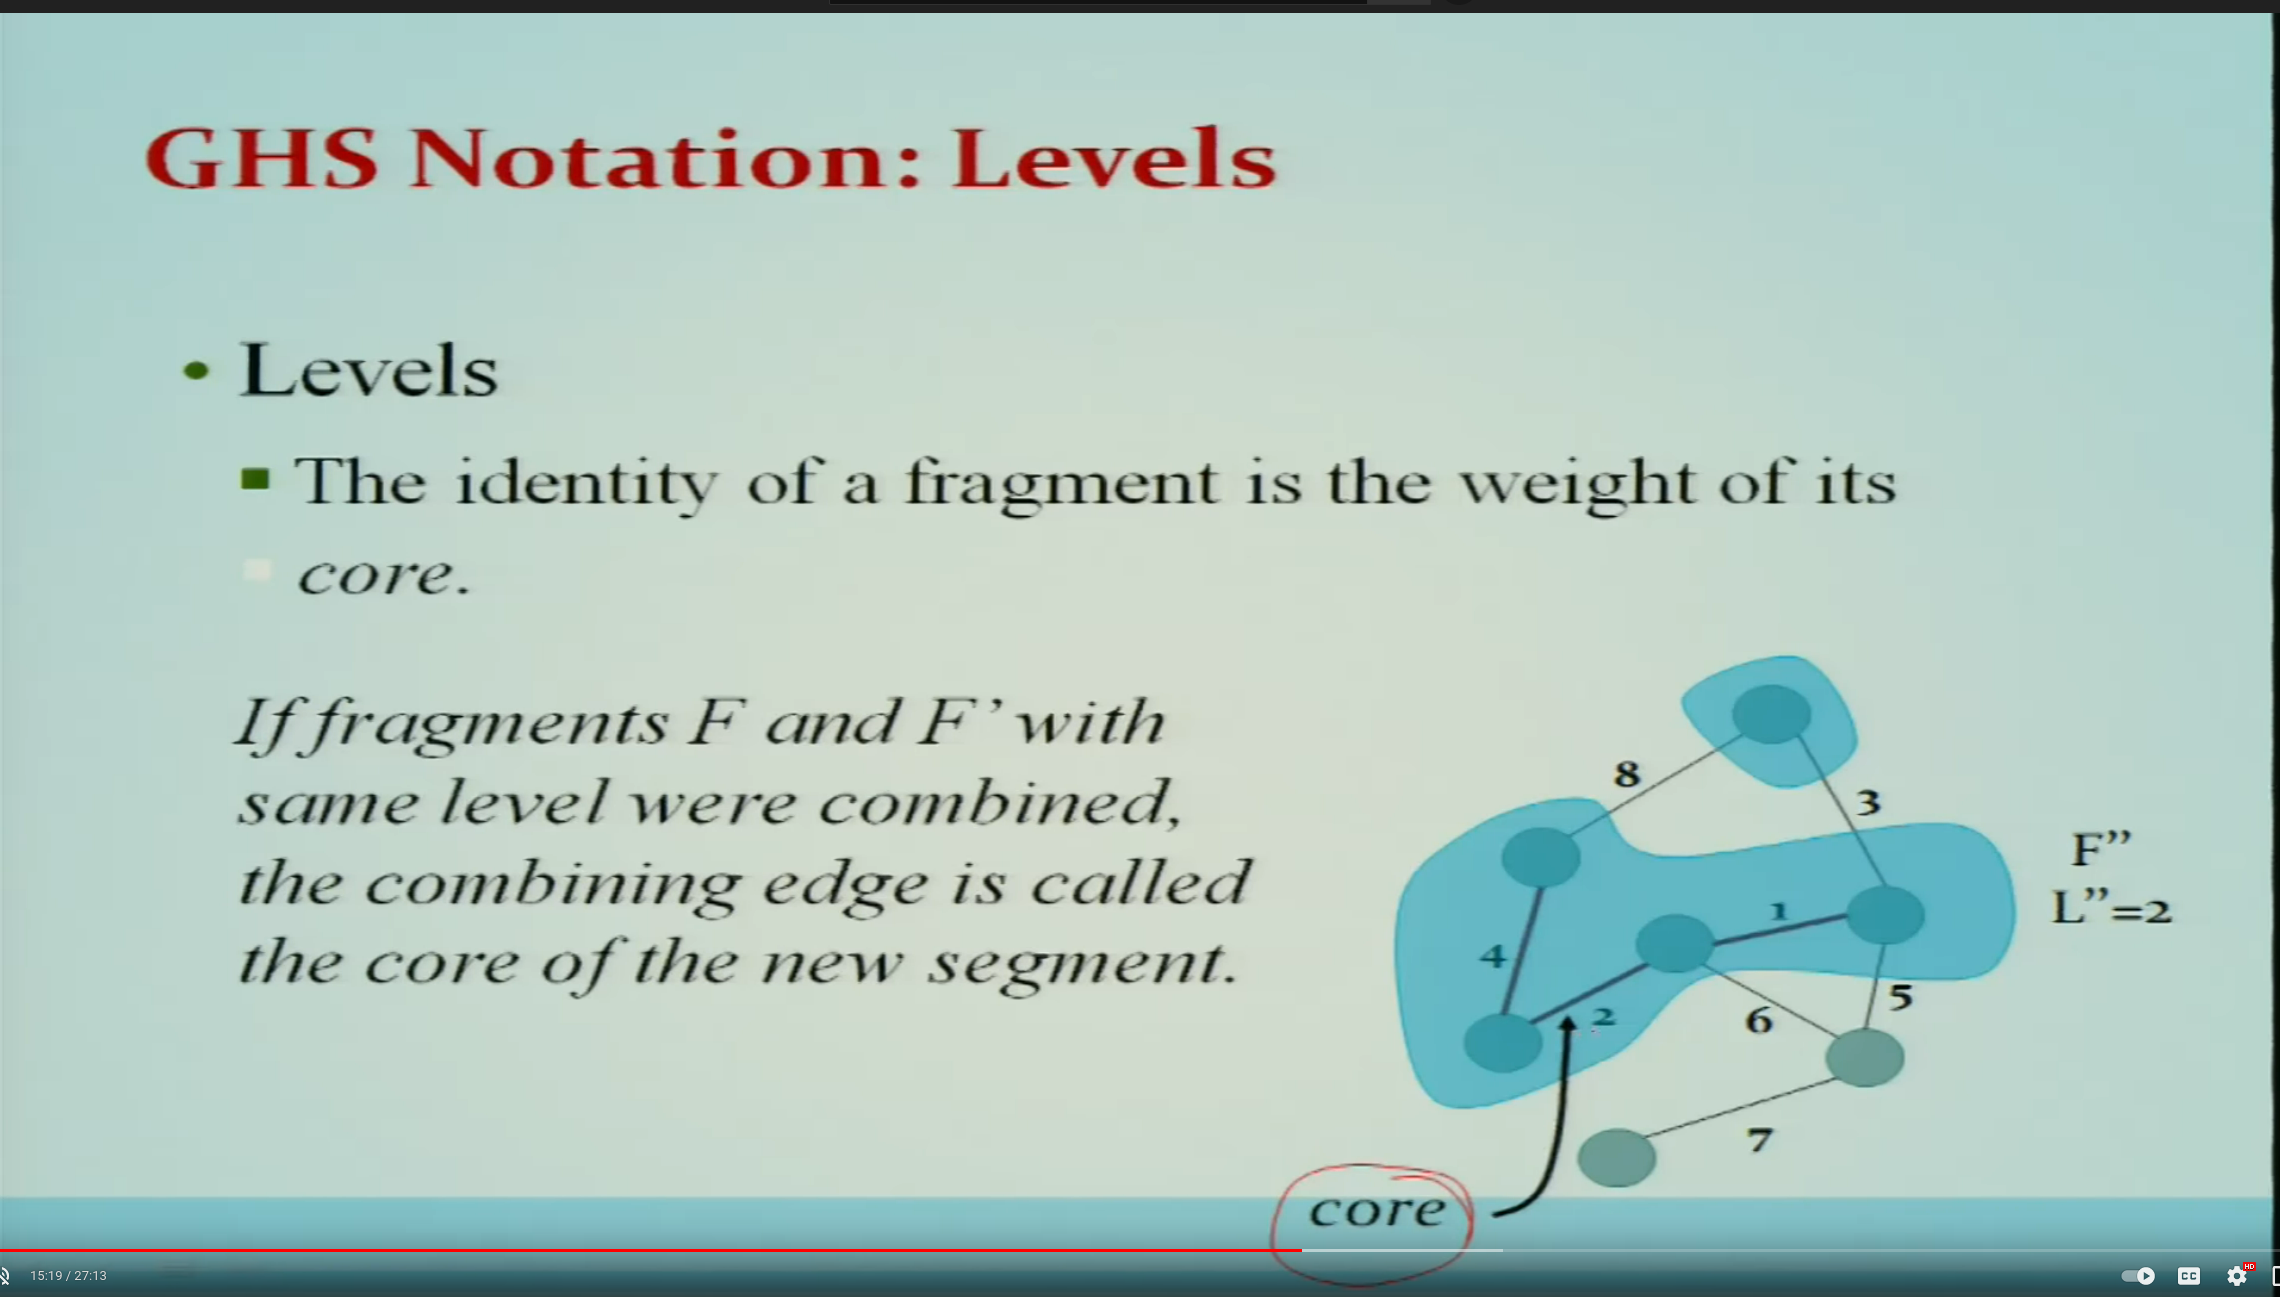 GHS Notation: Levels
• Levels
The identity of a fragment is the weight of its
core.
If fragments F and F’ with
same level were combined,
the combining edge is called
the core of the new segment.
8
3
F”
L”=2
1
4
2
5
6
7
core
15:19 / 27:13
CC
HD